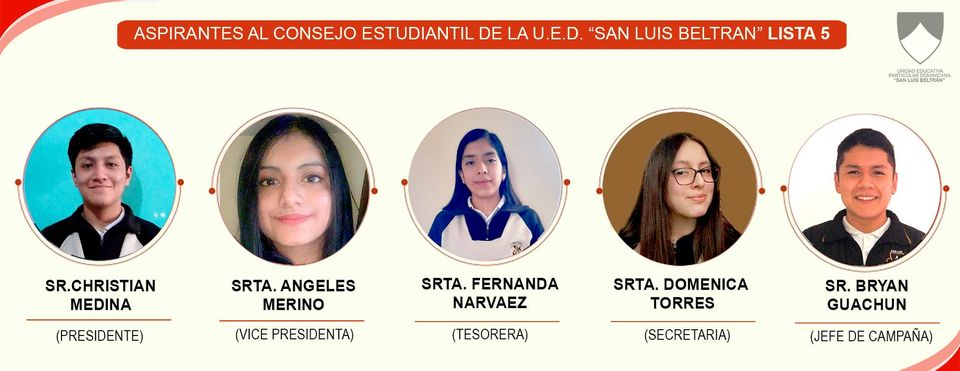 ASPIRANTES AL CONSEJO ESTUDIANTIL DE LA U.E.D. “SAN LUIS BELTRAN” LISTA 5
UNIDAD EDUCATIVA
PARTICULAR DOMINICANA
“SAN LUIS BELTRÁN”
SR.CHRISTIAN
MEDINA
(PRESIDENTE)
SRTA. ANGELES
MERINO
(VICE PRESIDENTA)
SRTA. FERNANDA
NARVAEZ
(TESORERA)
SRTA. DOMENICA
TORRES
(SECRETARIA)
SR. BRYAN
GUACHUN
(JEFE DE CAMPAÑA)